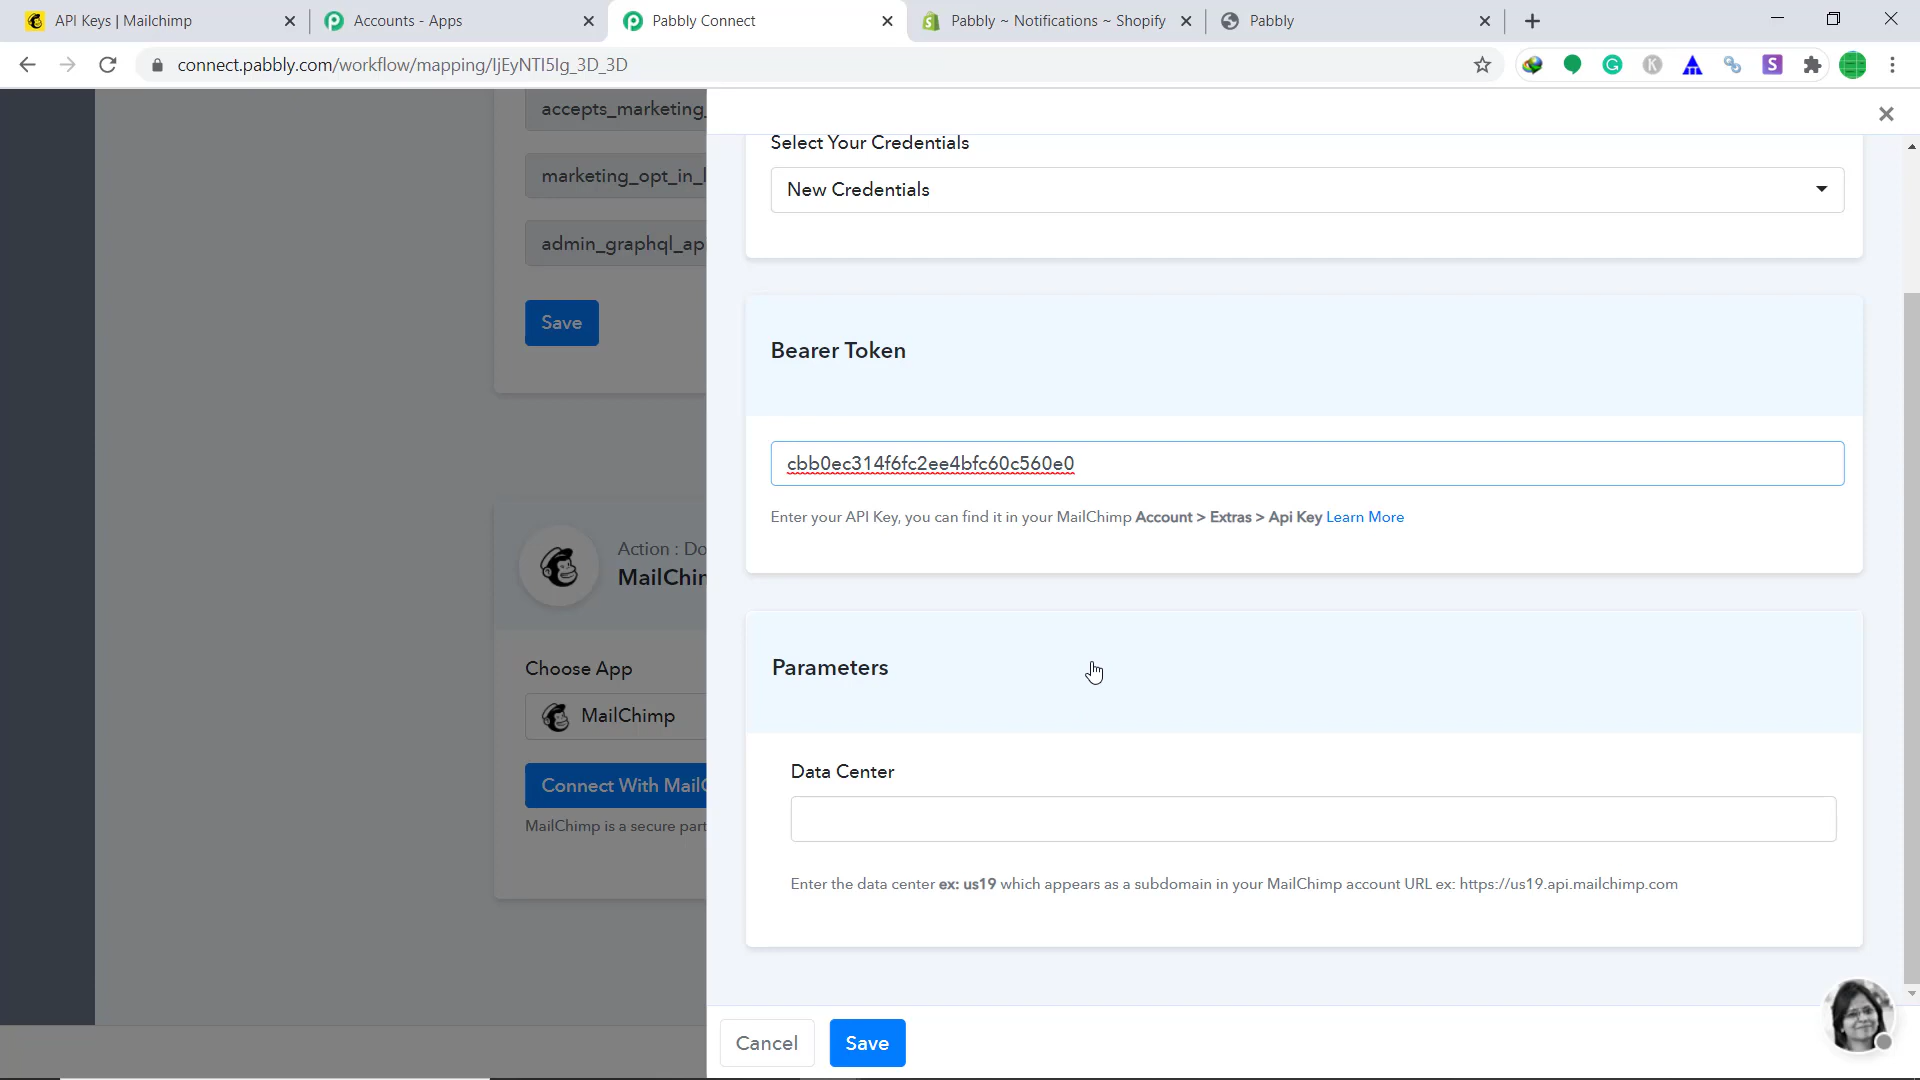 API Keys | Mailchimp
Accounts - Apps
Pabbly Connect
Pabbly ~ Notifications ~ Shopify
Pabbly
connect.pabbly.com/workflow/mapping/IjEyNTI5Ig_3D_3D
accepts_marketing_
marketing_opt_in_l
admin_graphql_ap
Save
Action : Do
MailChim
Choose App
MailChimp
Connect With MailC
MailChimp is a secure part
Select Your Credentials
New Credentials
Bearer Token
cbb0ec314f6fc2ee4bfc60c560e0
Enter your API Key, you can find it in your MailChimp Account > Extras > Api Key Learn More
Parameters
Data Center
Enter the data center ex: us19 which appears as a subdomain in your MailChimp account URL ex: https://us19.api.mailchimp.com
Cancel
Save